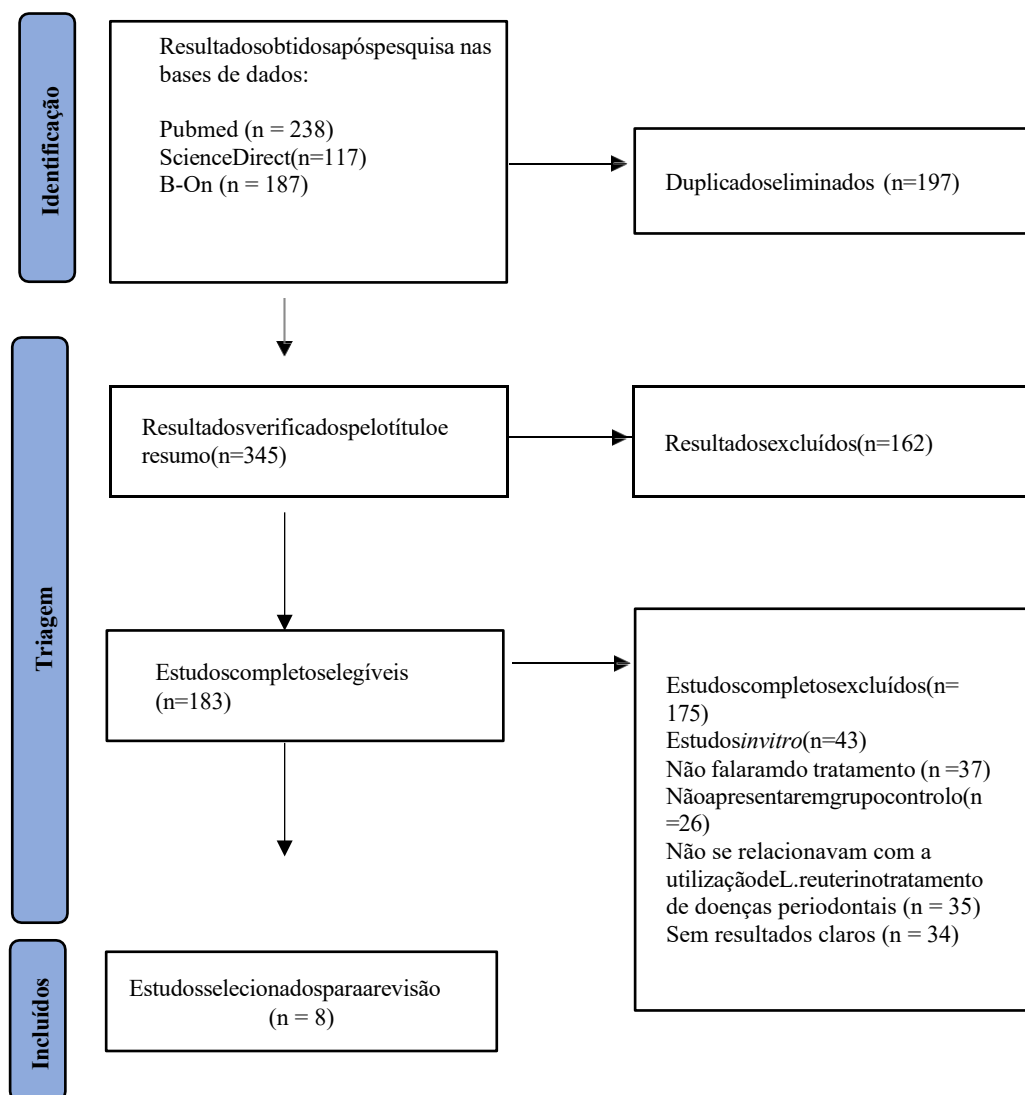 Identificação
Resultadosobtidosapóspesquisa nas
bases de dados:
Pubmed (n = 238)
ScienceDirect(n=117)
B-On (n = 187)
Duplicadoseliminados (n=197)
Triagem
Resultadosverificadospelotítuloe
resumo(n=345)
Resultadosexcluídos(n=162)
Estudoscompletoselegíveis
(n=183)
Estudoscompletosexcluídos(n=
175)
Estudosinvitro(n=43)
Não falaramdo tratamento (n =37)
Nãoapresentaremgrupocontrolo(n
=26)
Não se relacionavam com a
utilizaçãodeL.reuterinotratamento
de doenças periodontais (n = 35)
Sem resultados claros (n = 34)
Incluídos
Estudosselecionadosparaarevisão
(n = 8)